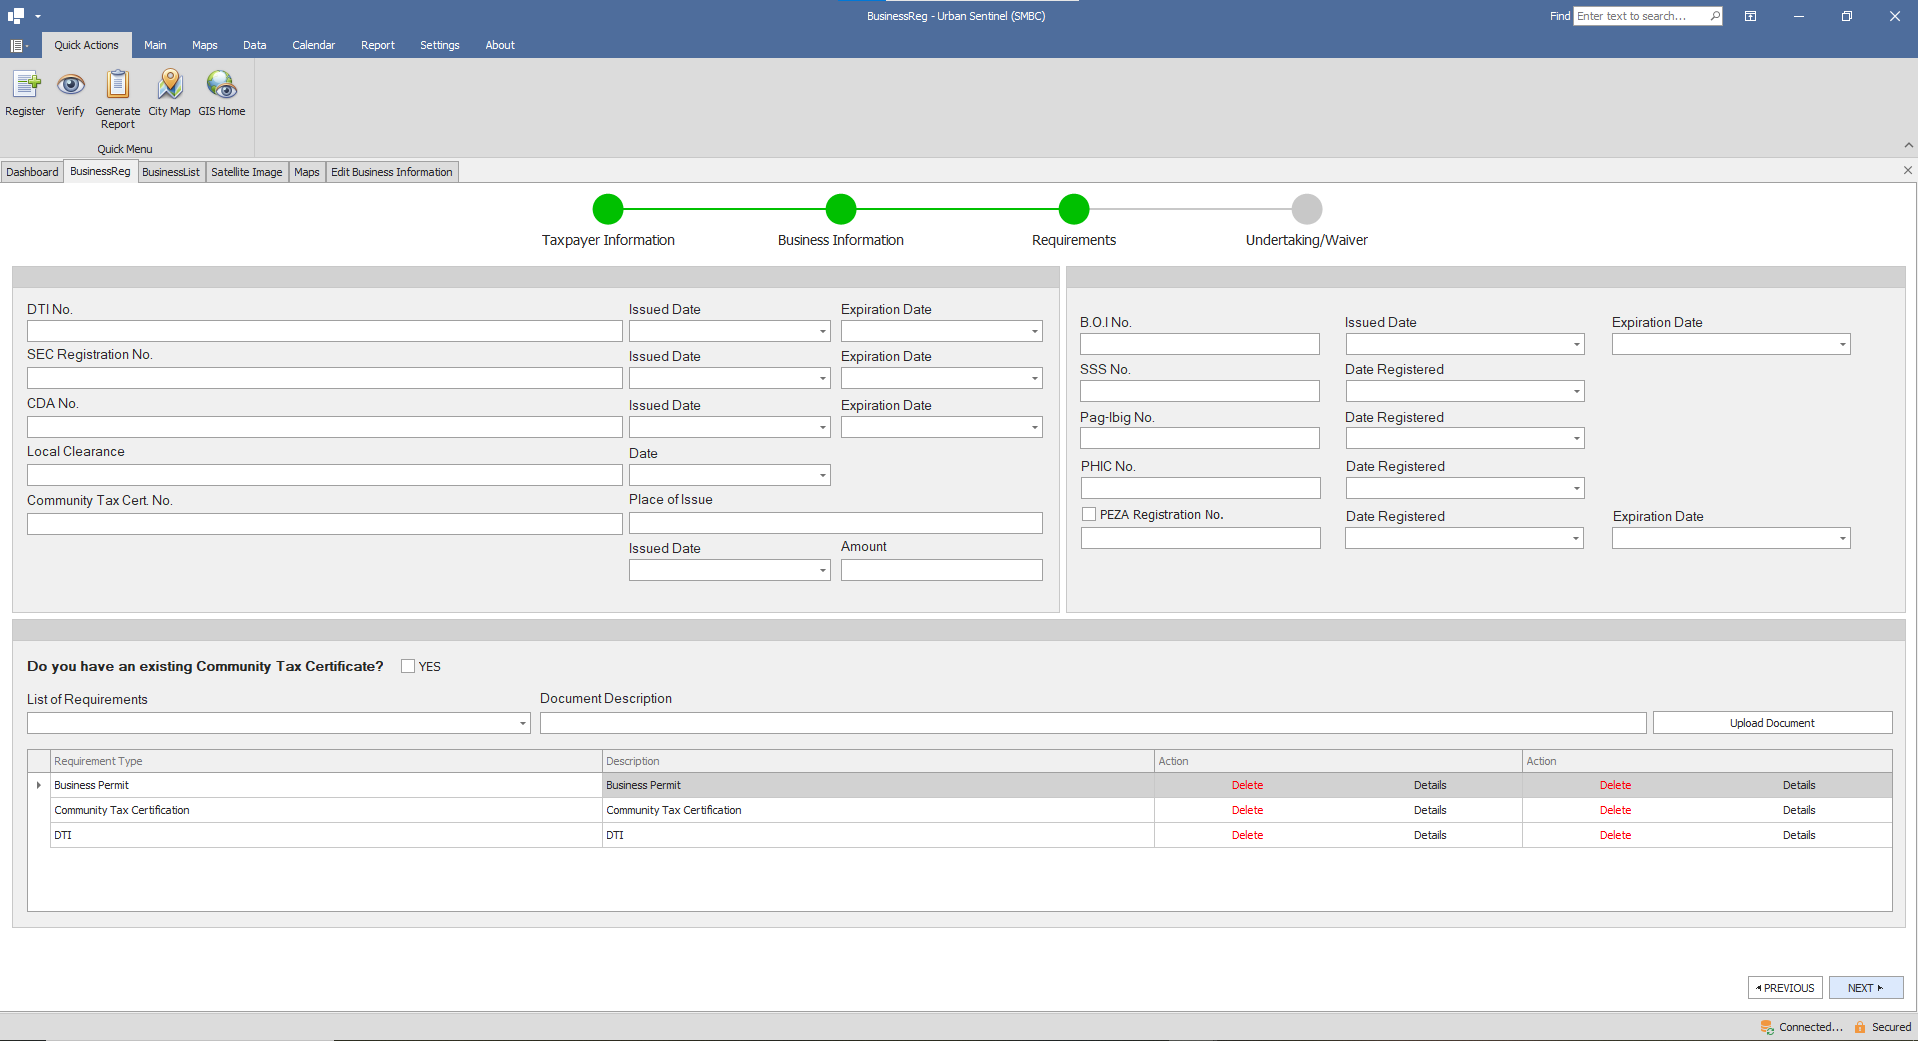 BusinessReg - Urban Sentinel (SMBC)
Find Enter text to search...
Quick Actions Main Maps Data Calendar Report Settings About
Register Verify Generate Report City Map GIS Home
Quick Menu
Dashboard BusinessReg BusinessList Satellite Image Maps Edit Business Information
Taxpayer Information Business Information Requirements Undertaking/Waiver
DTI No. Issued Date Expiration Date
SEC Registration No. Issued Date Expiration Date
CDA No. Issued Date Expiration Date
Local Clearance Date
Community Tax Cert. No. Place of Issue
Issued Date Amount
B.O.I No. Issued Date Expiration Date
SSS No. Date Registered
Pag-Ibig No. Date Registered
PHIC No. Date Registered
PEZA Registration No. Date Registered Expiration Date
Do you have an existing Community Tax Certificate? YES
List of Requirements Document Description
Upload Document
Requirement Type Description Action Action
Business Permit Business Permit Delete Details Delete Details
Community Tax Certification Community Tax Certification Delete Details Delete Details
DTI DTI Delete Details Delete Details
PREVIOUS NEXT
Connected... Secured